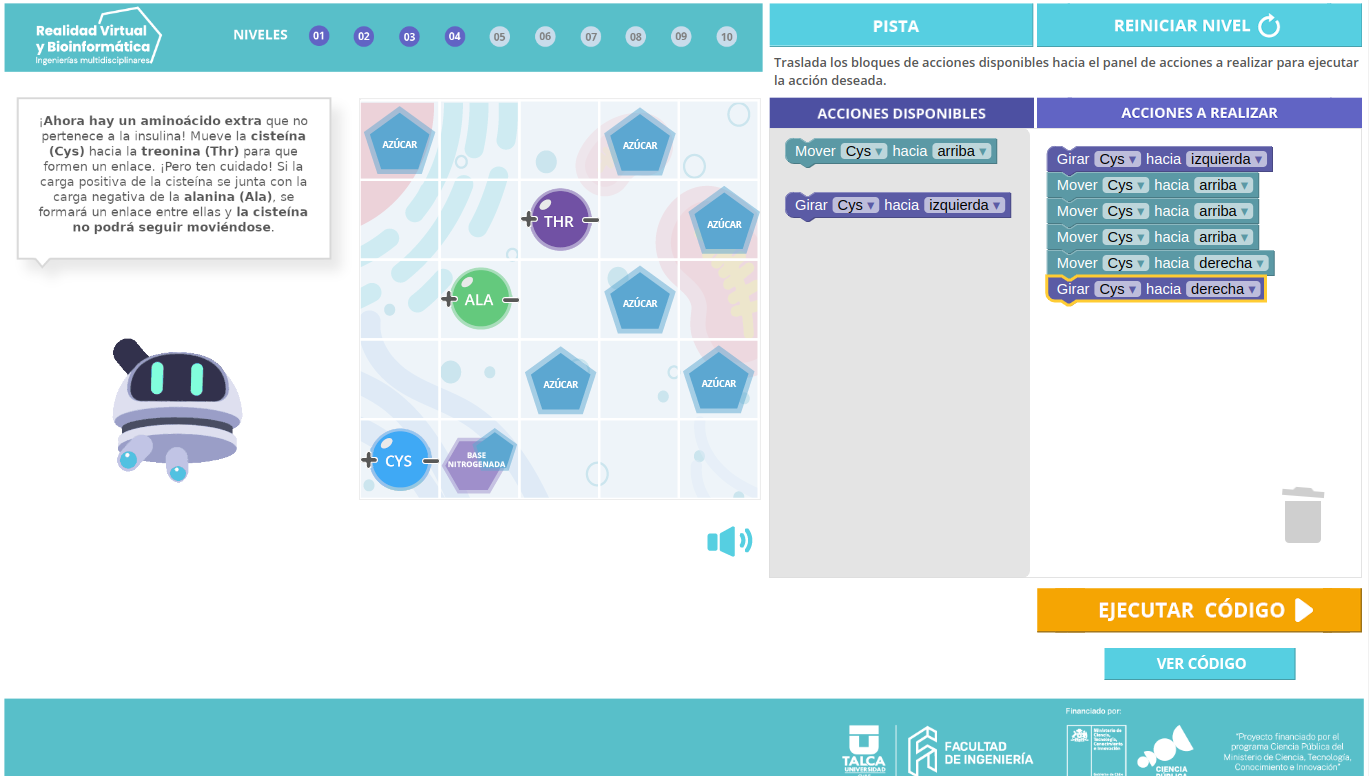 Realidad Virtual
y Bioinformática
Ingenierías multidisciplinares
NIVELES 01 02 03 04 05 06 07 08 09 10
PISTA
REINICIAR NIVEL
Traslada los bloques de acciones disponibles hacia el panel de acciones a realizar para ejecutar
la acción deseada.
¡Ahora hay un aminoácido extra que no
pertenece a la insulina! Mueve la cisteína
(Cys) hacia la treonina (Thr) para que
formen un enlace. ¡Pero ten cuidado! Si la
carga positiva de la cisteína se junta con la
carga negativa de la alanina (Ala), se
formará un enlace entre ellas y la cisteína
no podrá seguir moviéndose.
AZÚCAR
AZÚCAR
+ THR −
AZÚCAR
+ ALA −
AZÚCAR
AZÚCAR
AZÚCAR
+ CYS −
BASE
NITROGENADA
ACCIONES DISPONIBLES
Mover Cys ▾ hacia arriba ▾
Girar Cys ▾ hacia izquierda ▾
ACCIONES A REALIZAR
Girar Cys ▾ hacia izquierda ▾
Mover Cys ▾ hacia arriba ▾
Mover Cys ▾ hacia arriba ▾
Mover Cys ▾ hacia arriba ▾
Mover Cys ▾ hacia derecha ▾
Girar Cys ▾ hacia derecha ▾
EJECUTAR CÓDIGO
VER CÓDIGO
TALCA
UNIVERSIDAD
FACULTAD
DE INGENIERÍA
Financiado por:
CIENCIA
"Proyecto financiado por el
programa Ciencia Pública del
Ministerio de Ciencia, Tecnología,
Conocimiento e Innovación"